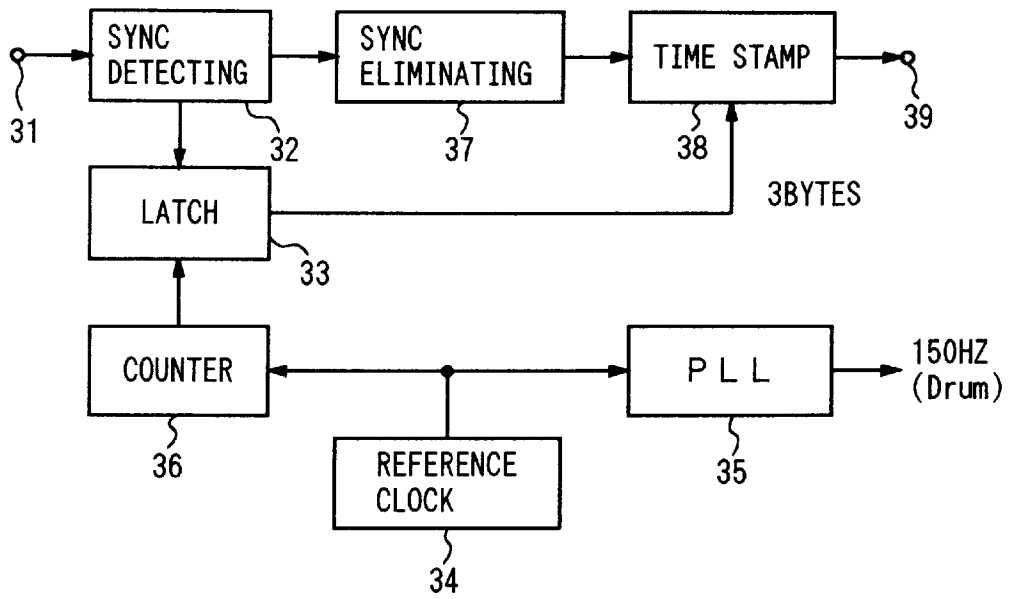 SYNC
DETECTING
SYNC
ELIMINATING
TIME STAMP
31
32
37
38
39
LATCH
3BYTES
33
COUNTER
P L L
150HZ
(Drum)
36
REFERENCE
CLOCK
35
34